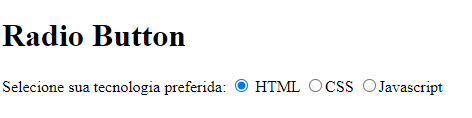 Radio Button
Selecione sua tecnologia preferida: HTML CSS Javascript